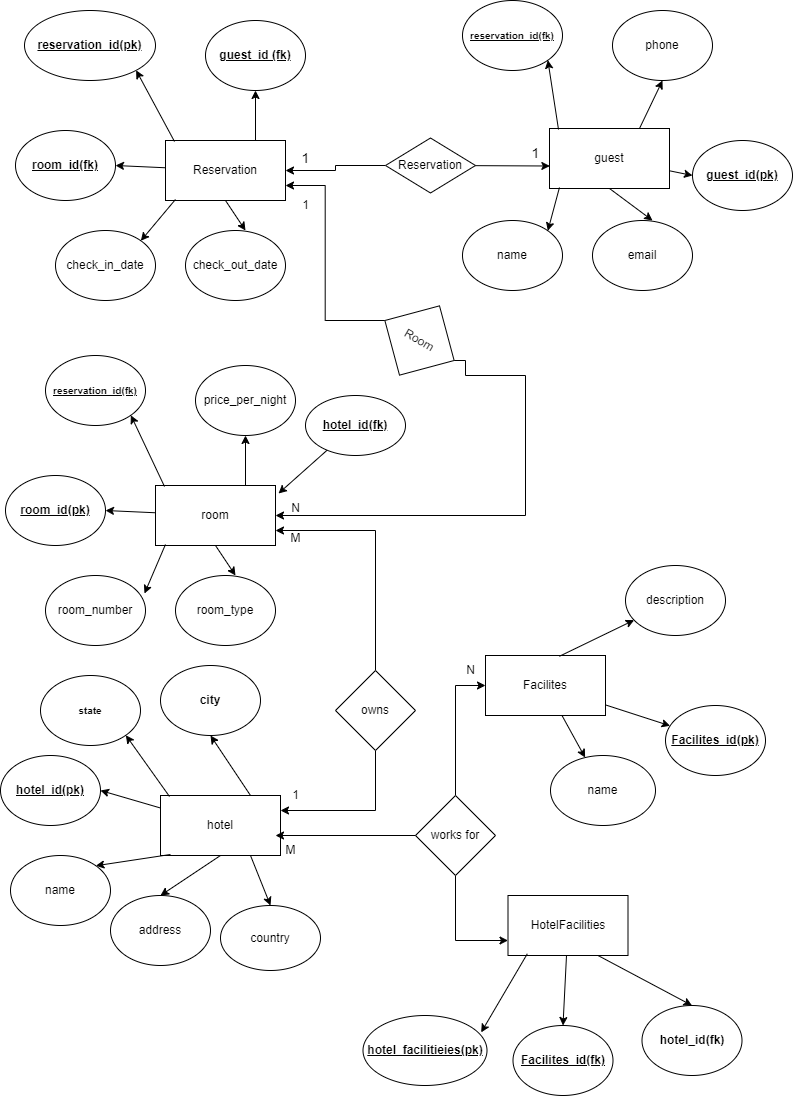 reservation_id(pk)
guest_id (fk)
reservation_id(fk)
phone
room_id(fk)
Reservation
1
Reservation
1
guest
guest_id(pk)
1
check_in_date
check_out_date
name
email
Room
reservation_id(fk)
price_per_night
hotel_id(fk)
room_id(pk)
room
N
M
room_number
room_type
description
N
Facilites
state
city
owns
Facilites_id(pk)
hotel_id(pk)
1
name
hotel
works for
M
name
address
country
HotelFacilities
hotel_facilitieies(pk)
Facilites_id(fk)
hotel_id(fk)